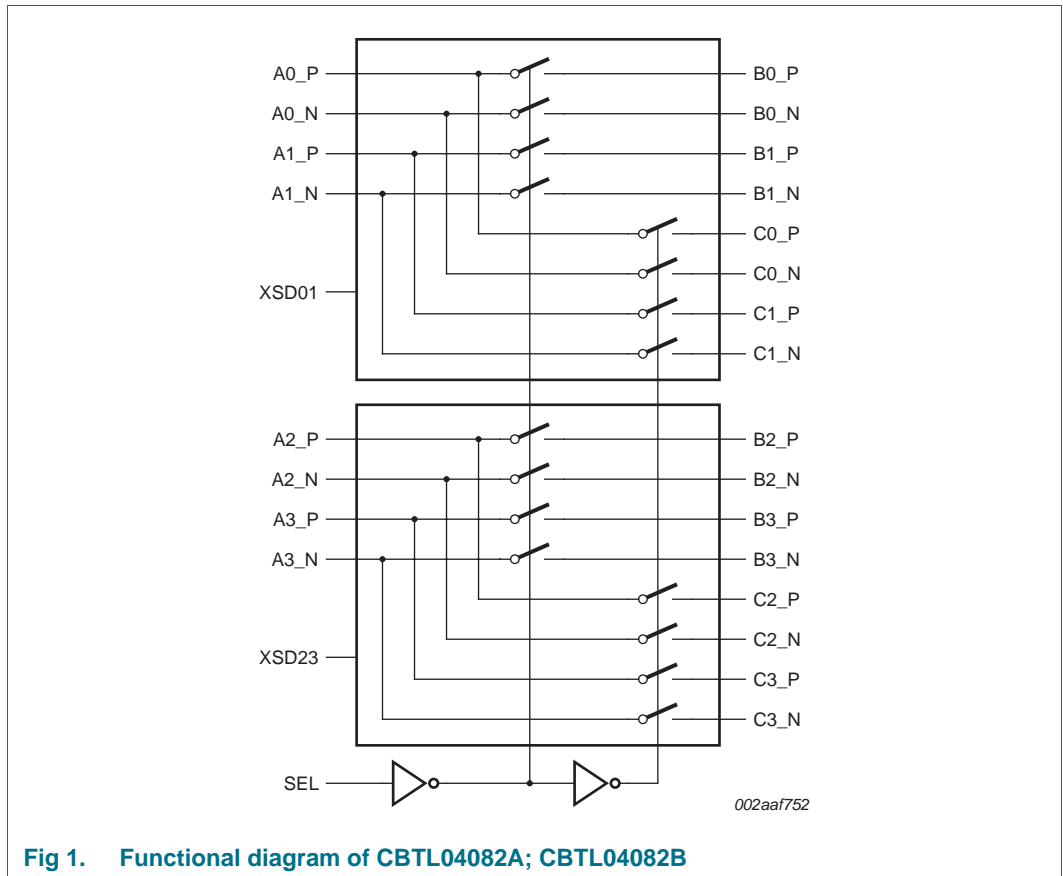 A0_P
B0_P
A0_N
B0_N
A1_P
B1_P
A1_N
B1_N
C0_P
C0_N
XSD01
C1_P
C1_N
A2_P
B2_P
A2_N
B2_N
A3_P
B3_P
A3_N
B3_N
C2_P
C2_N
XSD23
C3_P
C3_N
SEL
002aaf752
Fig 1. Functional diagram of CBTL04082A; CBTL04082B